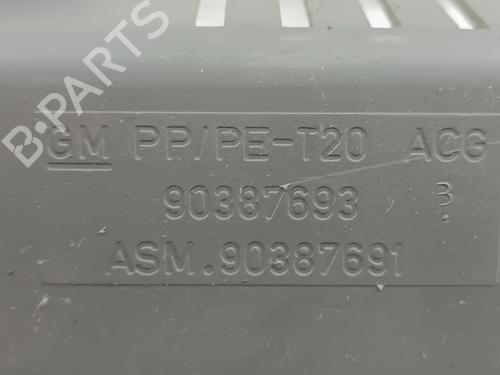 B-PARTS
GM PP/PE-T20 ACG
90387693 B
ASM.90387691